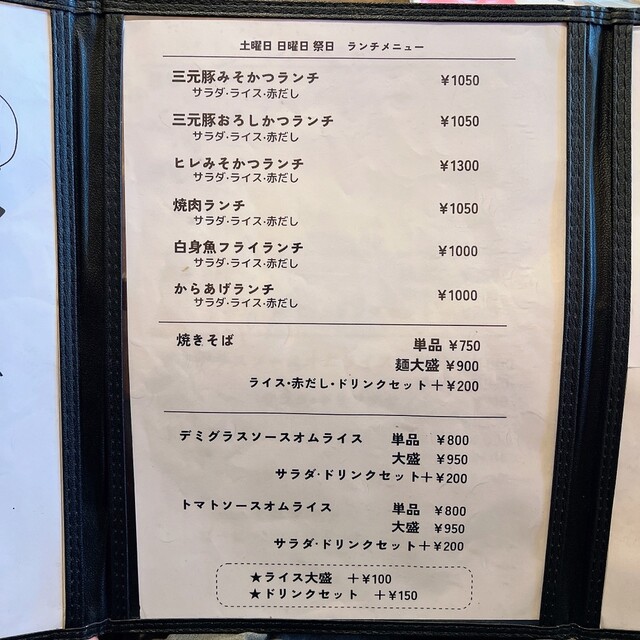 土曜日 日曜日 祭日　ランチメニュー
三元豚みそかつランチ ¥1050
サラダ・ライス・赤だし
三元豚おろしかつランチ ¥1050
サラダ・ライス・赤だし
ヒレみそかつランチ ¥1300
サラダ・ライス・赤だし
焼肉ランチ ¥1050
サラダ・ライス・赤だし
白身魚フライランチ ¥1000
サラダ・ライス・赤だし
からあげランチ ¥1000
サラダ・ライス・赤だし
焼きそば 単品 ¥750
麺大盛 ¥900
ライス・赤だし・ドリンクセット＋¥200
デミグラスソースオムライス 単品 ¥800
大盛 ¥950
サラダ・ドリンクセット＋¥200
トマトソースオムライス 単品 ¥800
大盛 ¥950
サラダ・ドリンクセット＋¥200
★ライス大盛 ＋¥100
★ドリンクセット ＋¥150